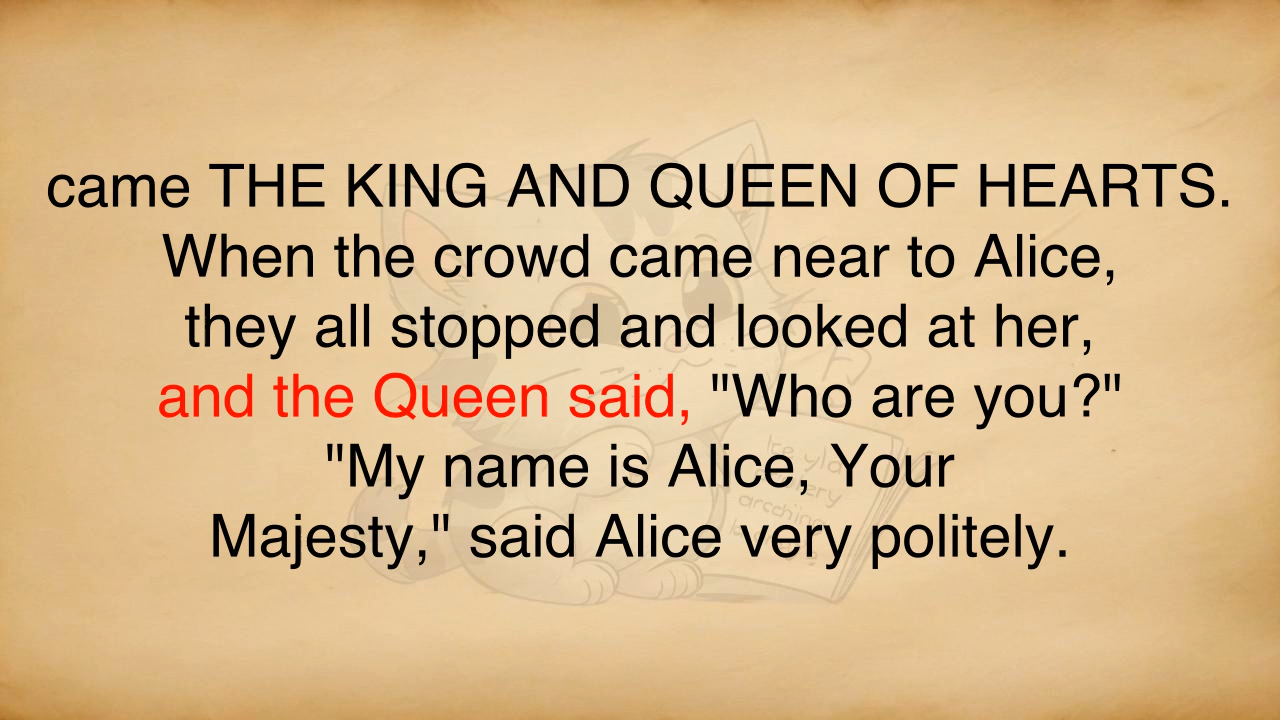 came THE KING AND QUEEN OF HEARTS.
When the crowd came near to Alice,
they all stopped and looked at her,
and the Queen said, "Who are you?"
"My name is Alice, Your
Majesty," said Alice very politely.